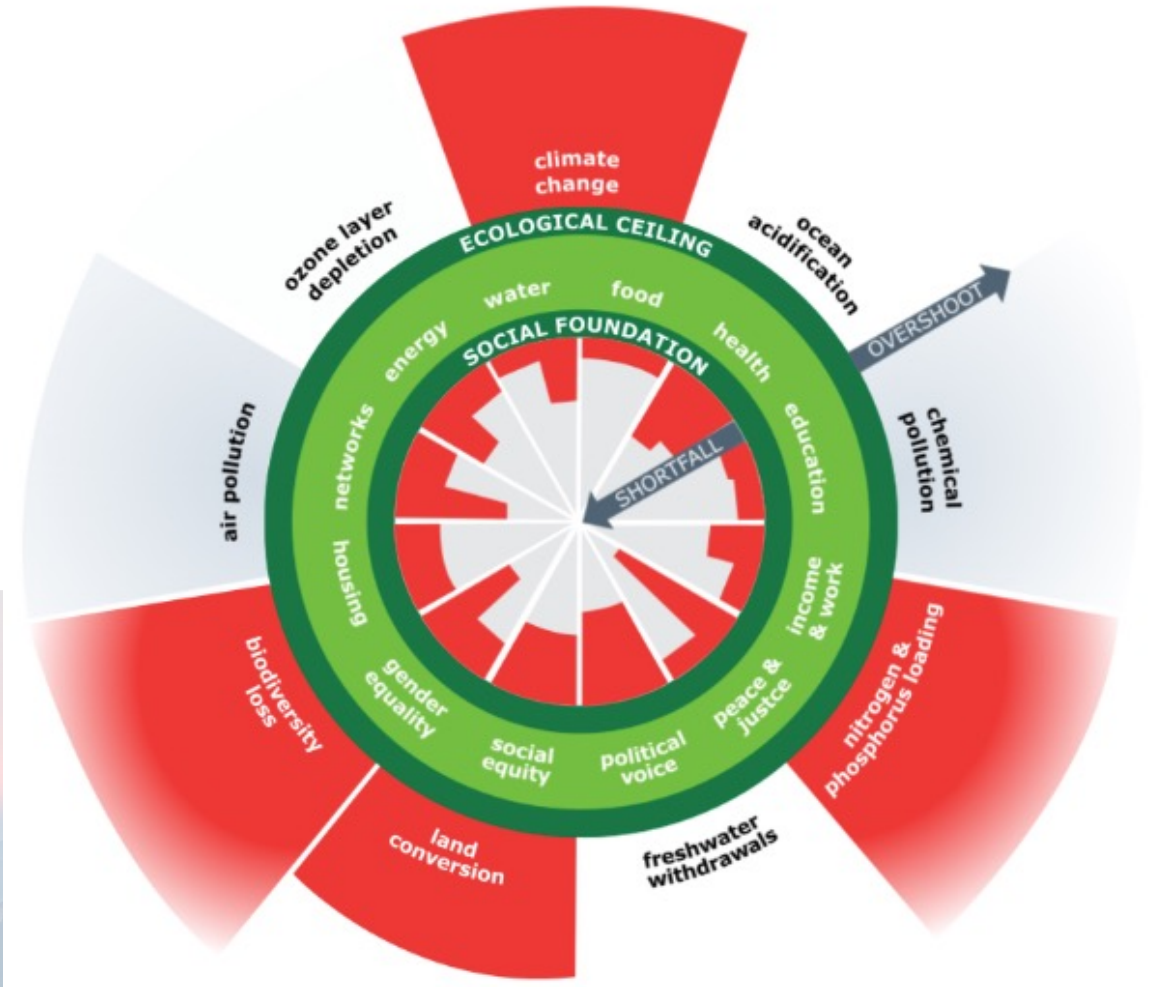 climate
change
ocean
acidification
OVERSHOOT
chemical
pollution
nitrogen &
phosphorus loading
freshwater
withdrawals
land
conversion
biodiversity
loss
air pollution
ozone layer
depletion
ECOLOGICAL CEILING
water
food
health
education
income
& work
peace &
justce
political
voice
social
equity
gender
equality
housing
networks
energy
SOCIAL FOUNDATION
SHORTFALL